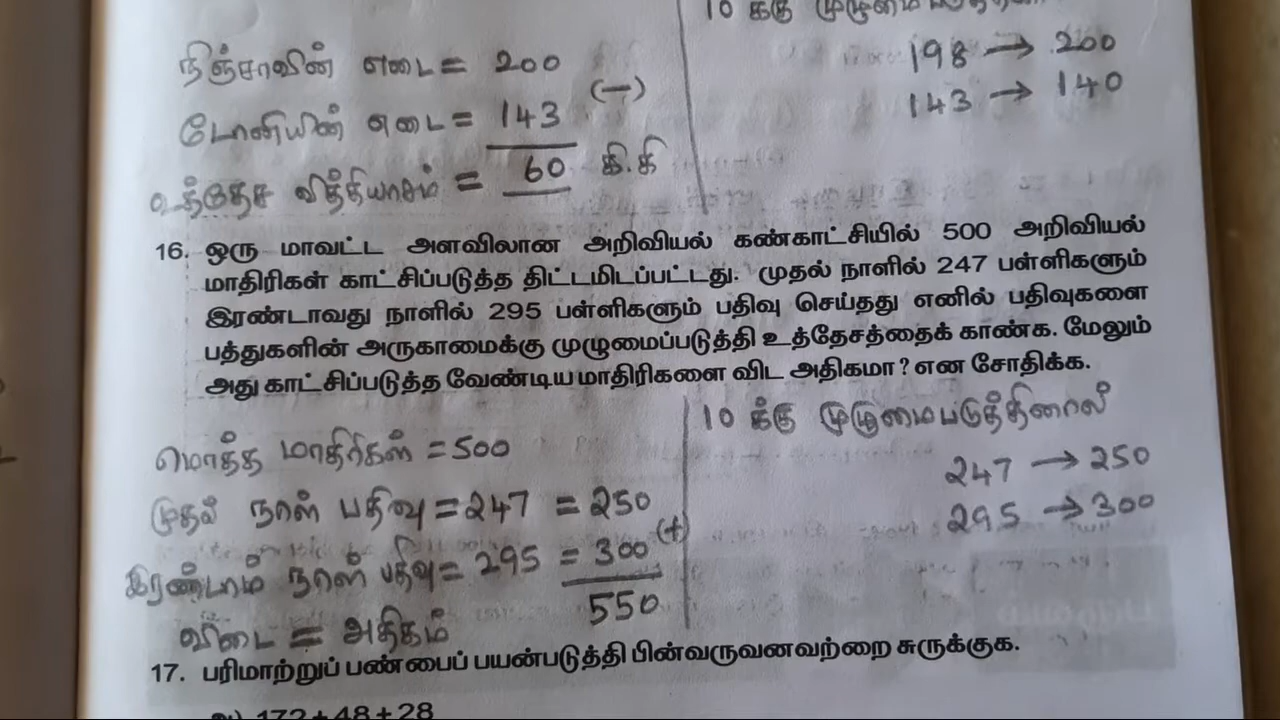 10 க்கு
நிஞ்சாவின் எடை = 200
டோனியின் எடை = 143 (-)
உத்தேச வித்தியாசம் = 60 கி.கி
198 → 200
143 → 140
16. ஒரு மாவட்ட அளவிலான அறிவியல் கண்காட்சியில் 500 அறிவியல்
மாதிரிகள் காட்சிப்படுத்த திட்டமிடப்பட்டது. முதல் நாளில் 247 பள்ளிகளும்
இரண்டாவது நாளில் 295 பள்ளிகளும் பதிவு செய்தது எனில் பதிவுகளை
பத்துகளின் அருகாமைக்கு முழுமைப்படுத்தி உத்தேசத்தைக் காண்க. மேலும்
அது காட்சிப்படுத்த வேண்டிய மாதிரிகளை விட அதிகமா? என சோதிக்க.
மொத்த மாதிரிகள் = 500
முதல் நாள் பதிவு = 247 = 250
இரண்டாம் நாள் பதிவு = 295 = 300 (+)
550
விடை = அதிகம்
10 க்கு முழுமைபடுத்தினால்
247 → 250
295 → 300
17. பரிமாற்றுப் பண்பைப் பயன்படுத்தி பின்வருவனவற்றை சுருக்குக.
அ) 172 + 48 + 28